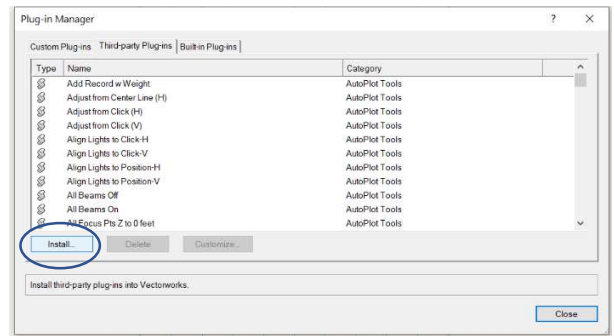 Plug-in Manager ? ×
Custom Plug-ins Third-party Plug-ins Built-in Plug-ins
Type Name Category
Add Record w Weight AutoPlot Tools
Adjust from Center Line (H) AutoPlot Tools
Adjust from Click (H) AutoPlot Tools
Adjust from Click (V) AutoPlot Tools
Align Lights to Click-H AutoPlot Tools
Align Lights to Click-V AutoPlot Tools
Align Lights to Position-H AutoPlot Tools
Align Lights to Position-V AutoPlot Tools
All Beams Off AutoPlot Tools
All Beams On AutoPlot Tools
All Focus Pts Z to 0 feet AutoPlot Tools
Install... Delete Customize...
Install third-party plug-ins into Vectorworks.
Close